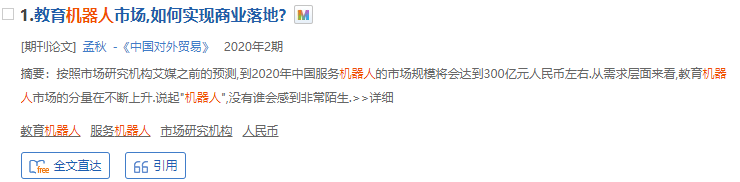 1.教育机器人市场,如何实现商业落地? M
[期刊论文] 孟秋 -《中国对外贸易》 2020年2期
摘要：按照市场研究机构艾媒之前的预测,到2020年中国服务机器人的市场规模将会达到300亿元人民币左右.从需求层面来看,教育机器
人市场的分量在不断上升.说起"机器人",没有谁会感到非常陌生.>>详细
教育机器人 服务机器人 市场研究机构 人民币
free 全文直达 引用